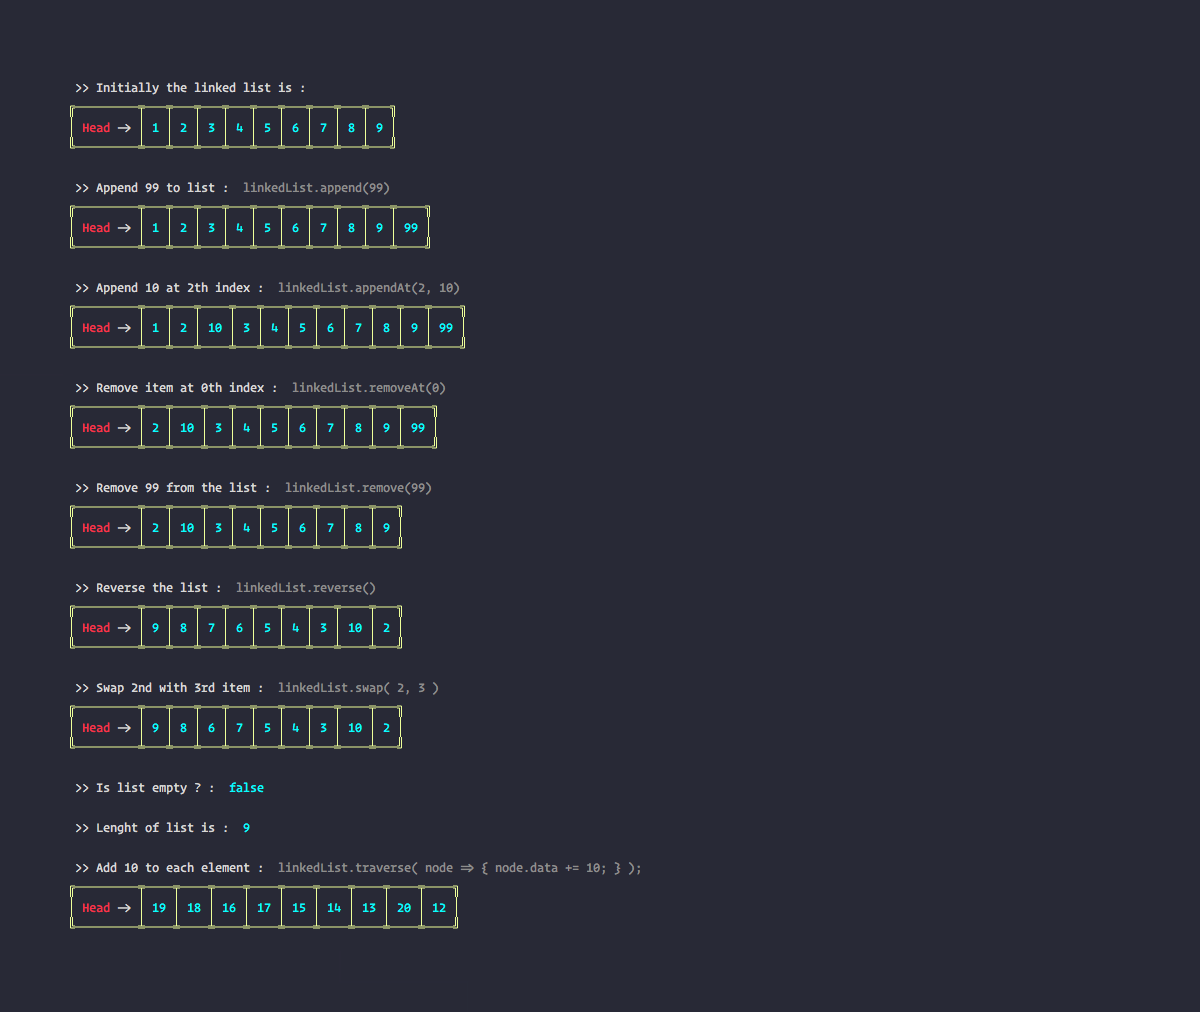 >> Initially the linked list is :
Head → 1 2 3 4 5 6 7 8 9
>> Append 99 to list : linkedList.append(99)
Head → 1 2 3 4 5 6 7 8 9 99
>> Append 10 at 2th index : linkedList.appendAt(2, 10)
Head → 1 2 10 3 4 5 6 7 8 9 99
>> Remove item at 0th index : linkedList.removeAt(0)
Head → 2 10 3 4 5 6 7 8 9 99
>> Remove 99 from the list : linkedList.remove(99)
Head → 2 10 3 4 5 6 7 8 9
>> Reverse the list : linkedList.reverse()
Head → 9 8 7 6 5 4 3 10 2
>> Swap 2nd with 3rd item : linkedList.swap( 2, 3 )
Head → 9 8 6 7 5 4 3 10 2
>> Is list empty ? : false
>> Lenght of list is : 9
>> Add 10 to each element : linkedList.traverse( node ⇒ { node.data += 10; } );
Head → 19 18 16 17 15 14 13 20 12